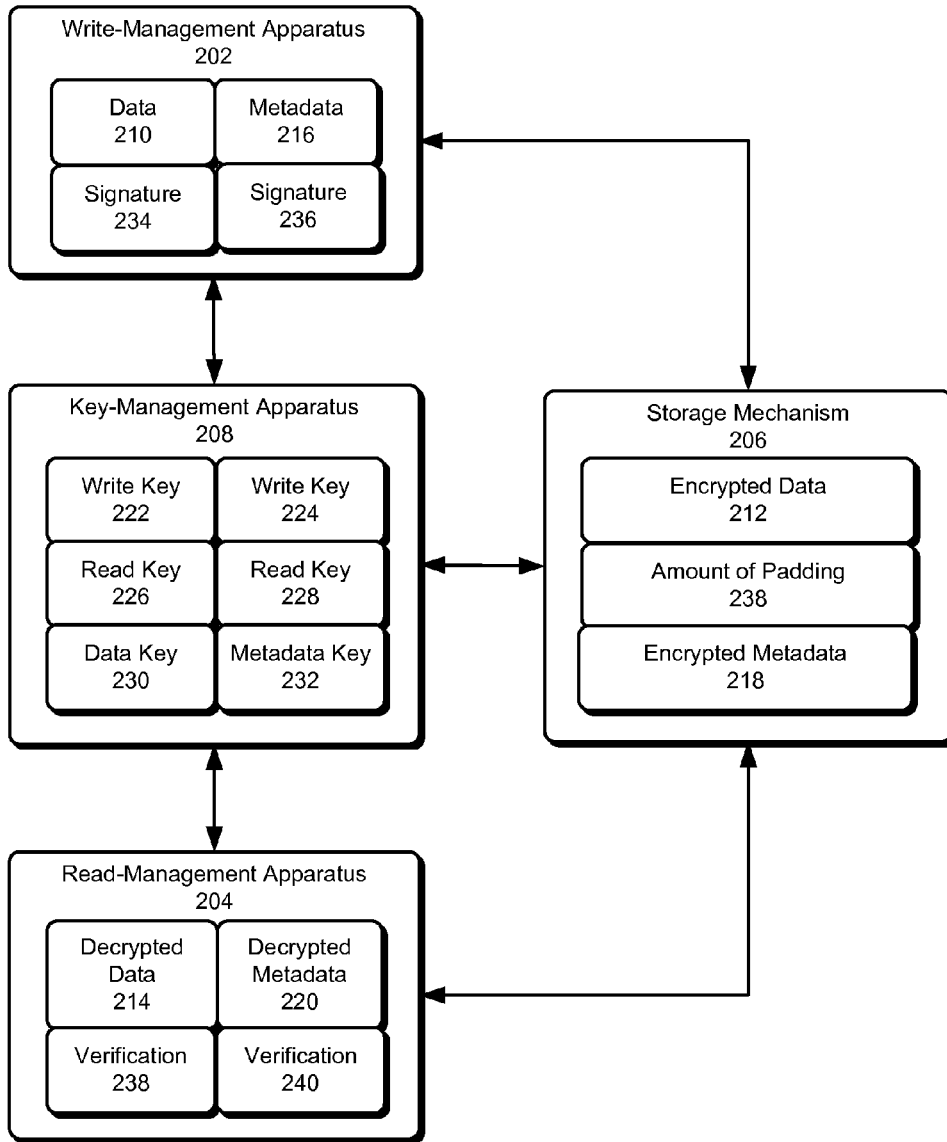 Write-Management Apparatus
202
Data
210
Metadata
216
Signature
234
Signature
236
Key-Management Apparatus
208
Write Key
222
Write Key
224
Read Key
226
Read Key
228
Data Key
230
Metadata Key
232
Storage Mechanism
206
Encrypted Data
212
Amount of Padding
238
Encrypted Metadata
218
Read-Management Apparatus
204
Decrypted
Data
214
Decrypted
Metadata
220
Verification
238
Verification
240